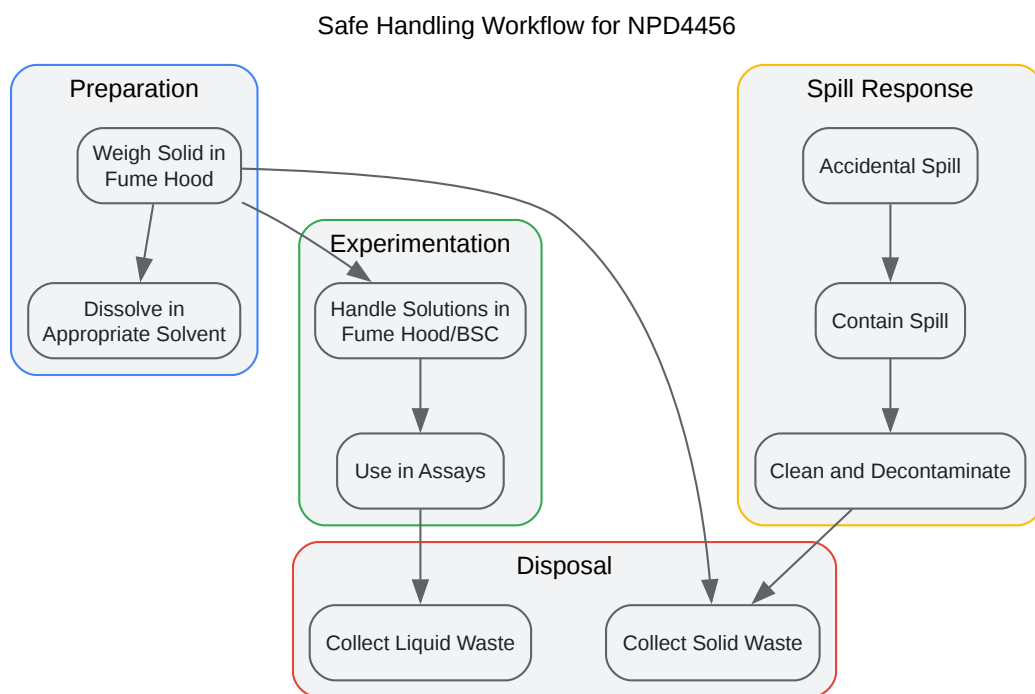 Safe Handling Workflow for NPD4456
Preparation
Weigh Solid in
Fume Hood
Dissolve in
Appropriate Solvent
Experimentation
Handle Solutions in
Fume Hood/BSC
Use in Assays
Spill Response
Accidental Spill
Contain Spill
Clean and Decontaminate
Disposal
Collect Liquid Waste
Collect Solid Waste